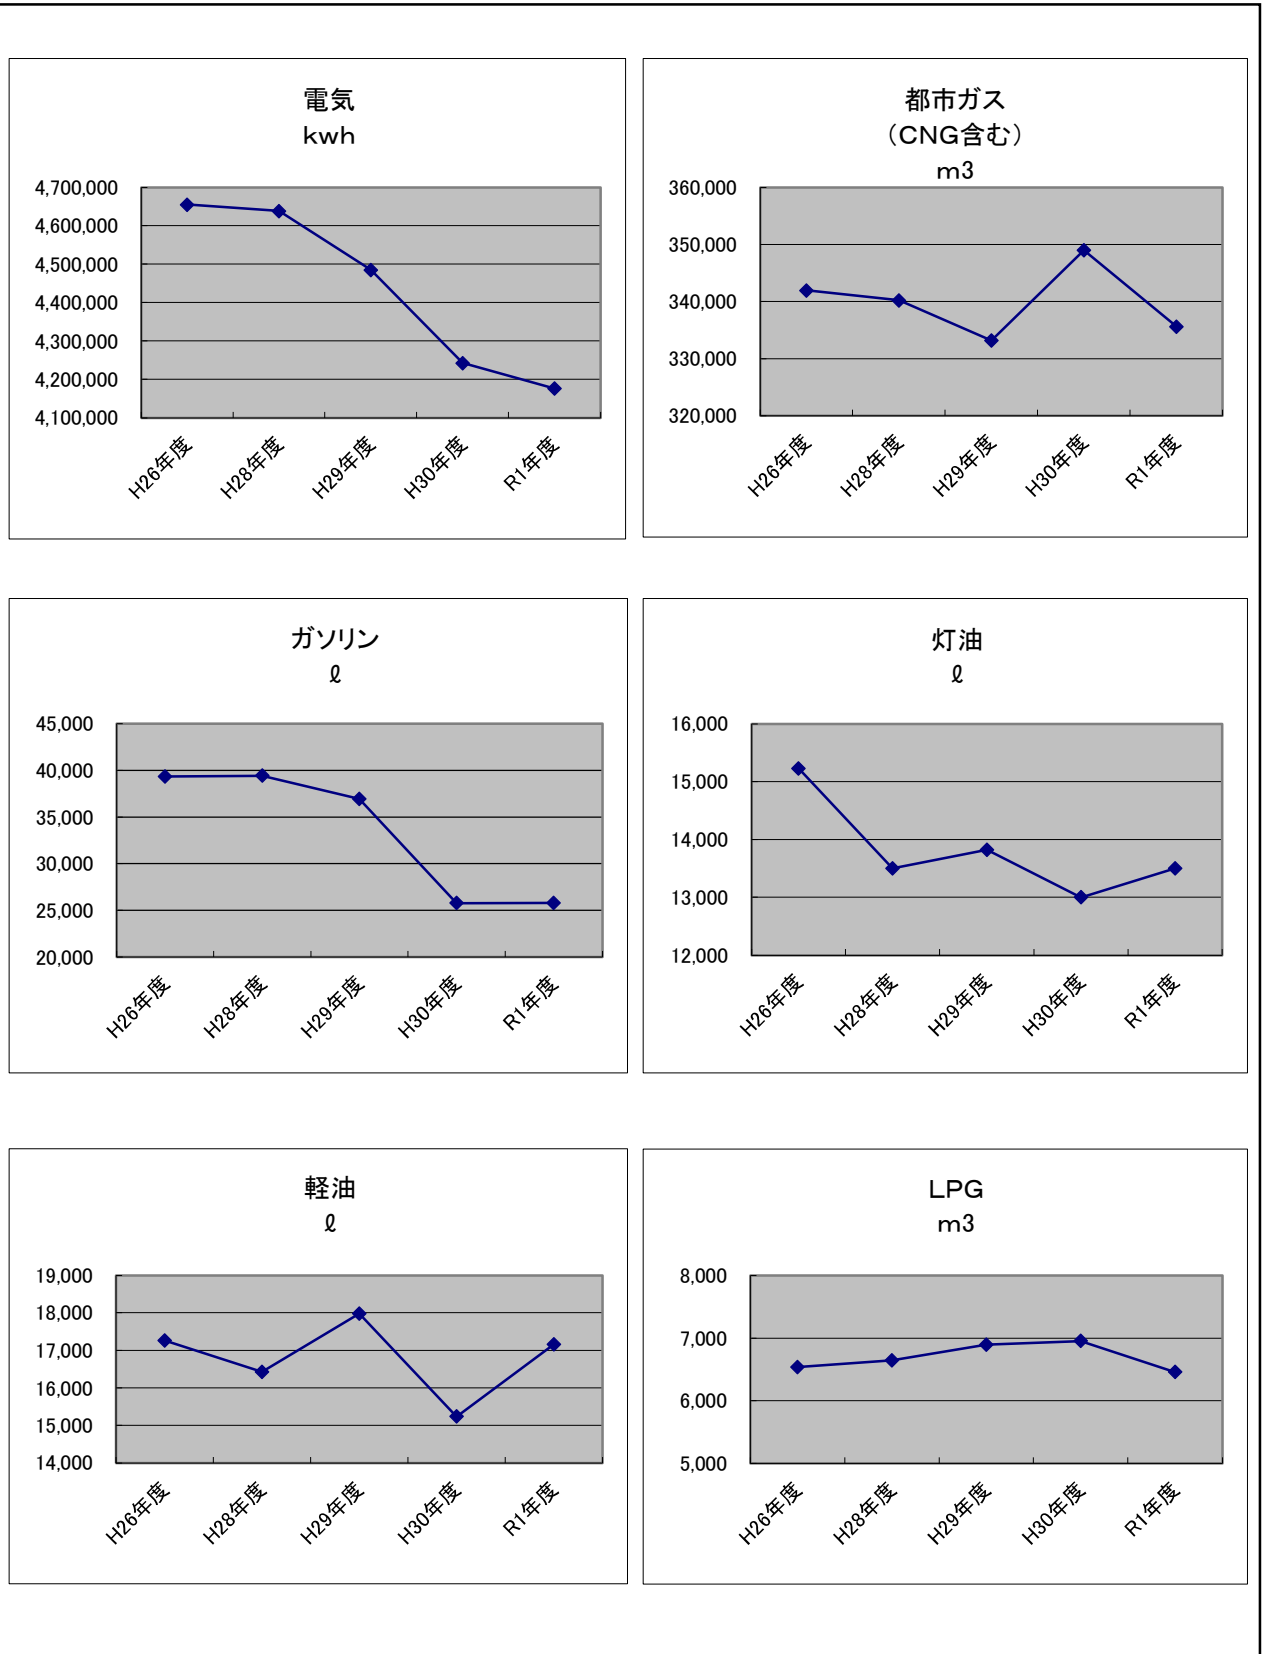 電気
kwh
4,700,000
4,600,000
4,500,000
4,400,000
4,300,000
4,200,000
4,100,000
H26年度
H28年度
H29年度
H30年度
R1年度
都市ガス
（CNG含む）
m3
360,000
350,000
340,000
330,000
320,000
H26年度
H28年度
H29年度
H30年度
R1年度
ガソリン
ℓ
45,000
40,000
35,000
30,000
25,000
20,000
H26年度
H28年度
H29年度
H30年度
R1年度
灯油
ℓ
16,000
15,000
14,000
13,000
12,000
H26年度
H28年度
H29年度
H30年度
R1年度
軽油
ℓ
19,000
18,000
17,000
16,000
15,000
14,000
H26年度
H28年度
H29年度
H30年度
R1年度
LPG
m3
8,000
7,000
6,000
5,000
H26年度
H28年度
H29年度
H30年度
R1年度